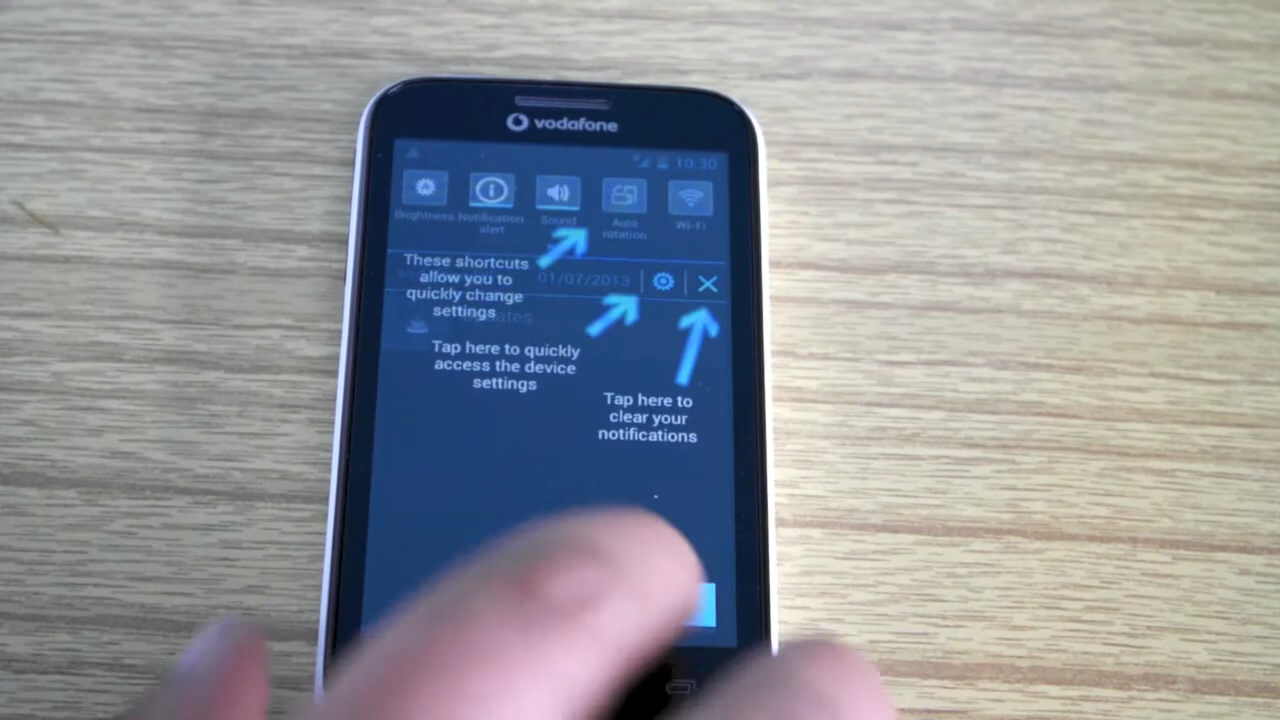 vodafone
10:30
Brightness
Notification
alert
Sound
Auto
rotation
Wi-Fi
These shortcuts
allow you to
quickly change
settings
01/07/2013
Tap here to quickly
access the device
settings
Tap here to
clear your
notifications